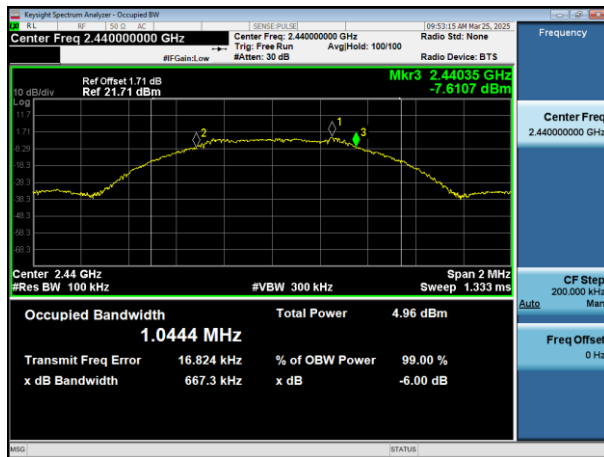 Keysight Spectrum Analyzer - Occupied BW
RL RF 50 Ω AC SENSE:PULSE 09:53:15 AM Mar 25, 2025
Center Freq 2.440000000 GHz Center Freq: 2.440000000 GHz Radio Std: None Frequency
Trig: Free Run Avg|Hold: 100/100
#IFGain:Low #Atten: 30 dB Radio Device: BTS
Ref Offset 1.71 dB Mkr3 2.44035 GHz
10 dB/div Ref 21.71 dBm -7.6107 dBm
Log
11.7
1.71
-8.29
-18.3
-28.3
-38.3
-48.3
-58.3
-68.3
1
2
3
Center Freq
2.440000000 GHz
Center 2.44 GHz Span 2 MHz
#Res BW 100 kHz #VBW 300 kHz Sweep 1.333 ms
CF Step
200.000 kHz
Auto Man
Occupied Bandwidth Total Power 4.96 dBm
1.0444 MHz
Freq Offset
0 Hz
Transmit Freq Error 16.824 kHz % of OBW Power 99.00 %
x dB Bandwidth 667.3 kHz x dB -6.00 dB
MSG STATUS